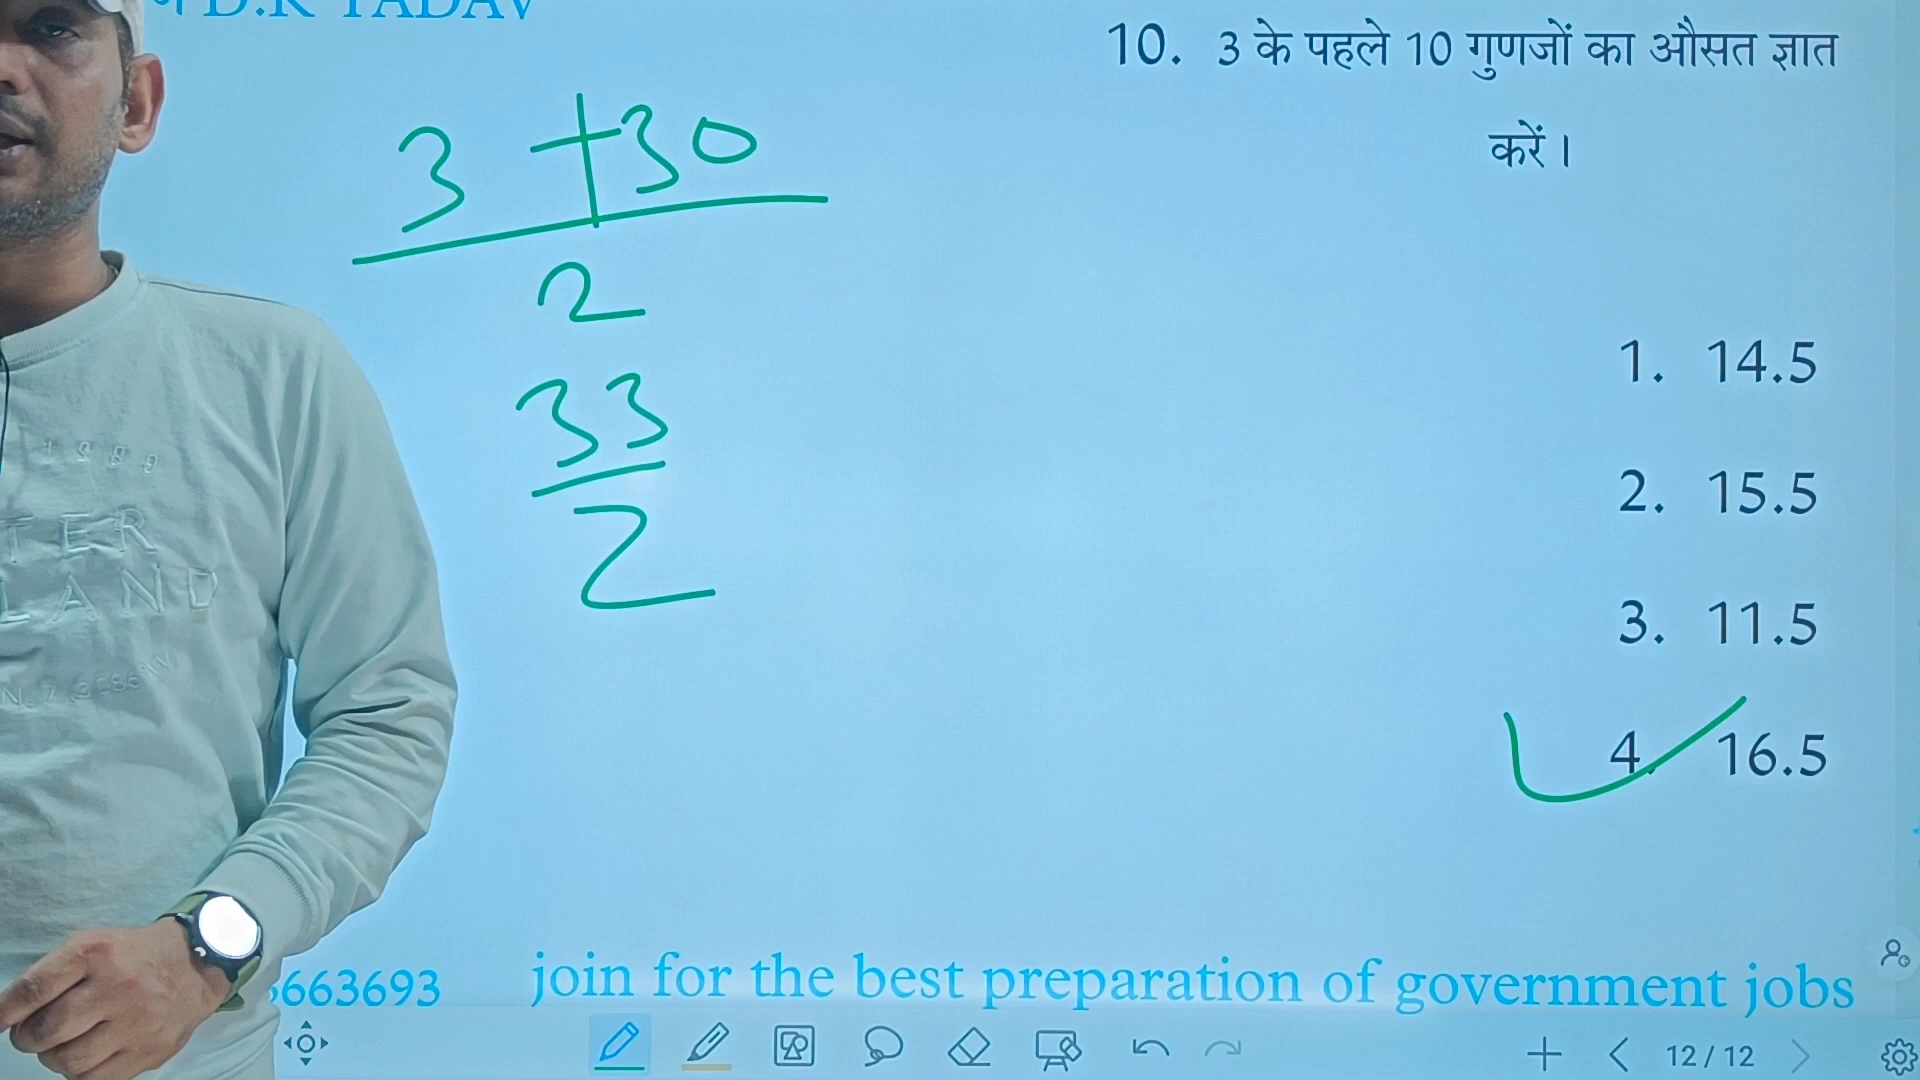 D.K YADAV
10. 3 के पहले 10 गुणजों का औसत ज्ञात
करें।
3 + 30
2
33
2
1. 14.5
2. 15.5
3. 11.5
4. 16.5
663693
join for the best preparation of government jobs
12/12